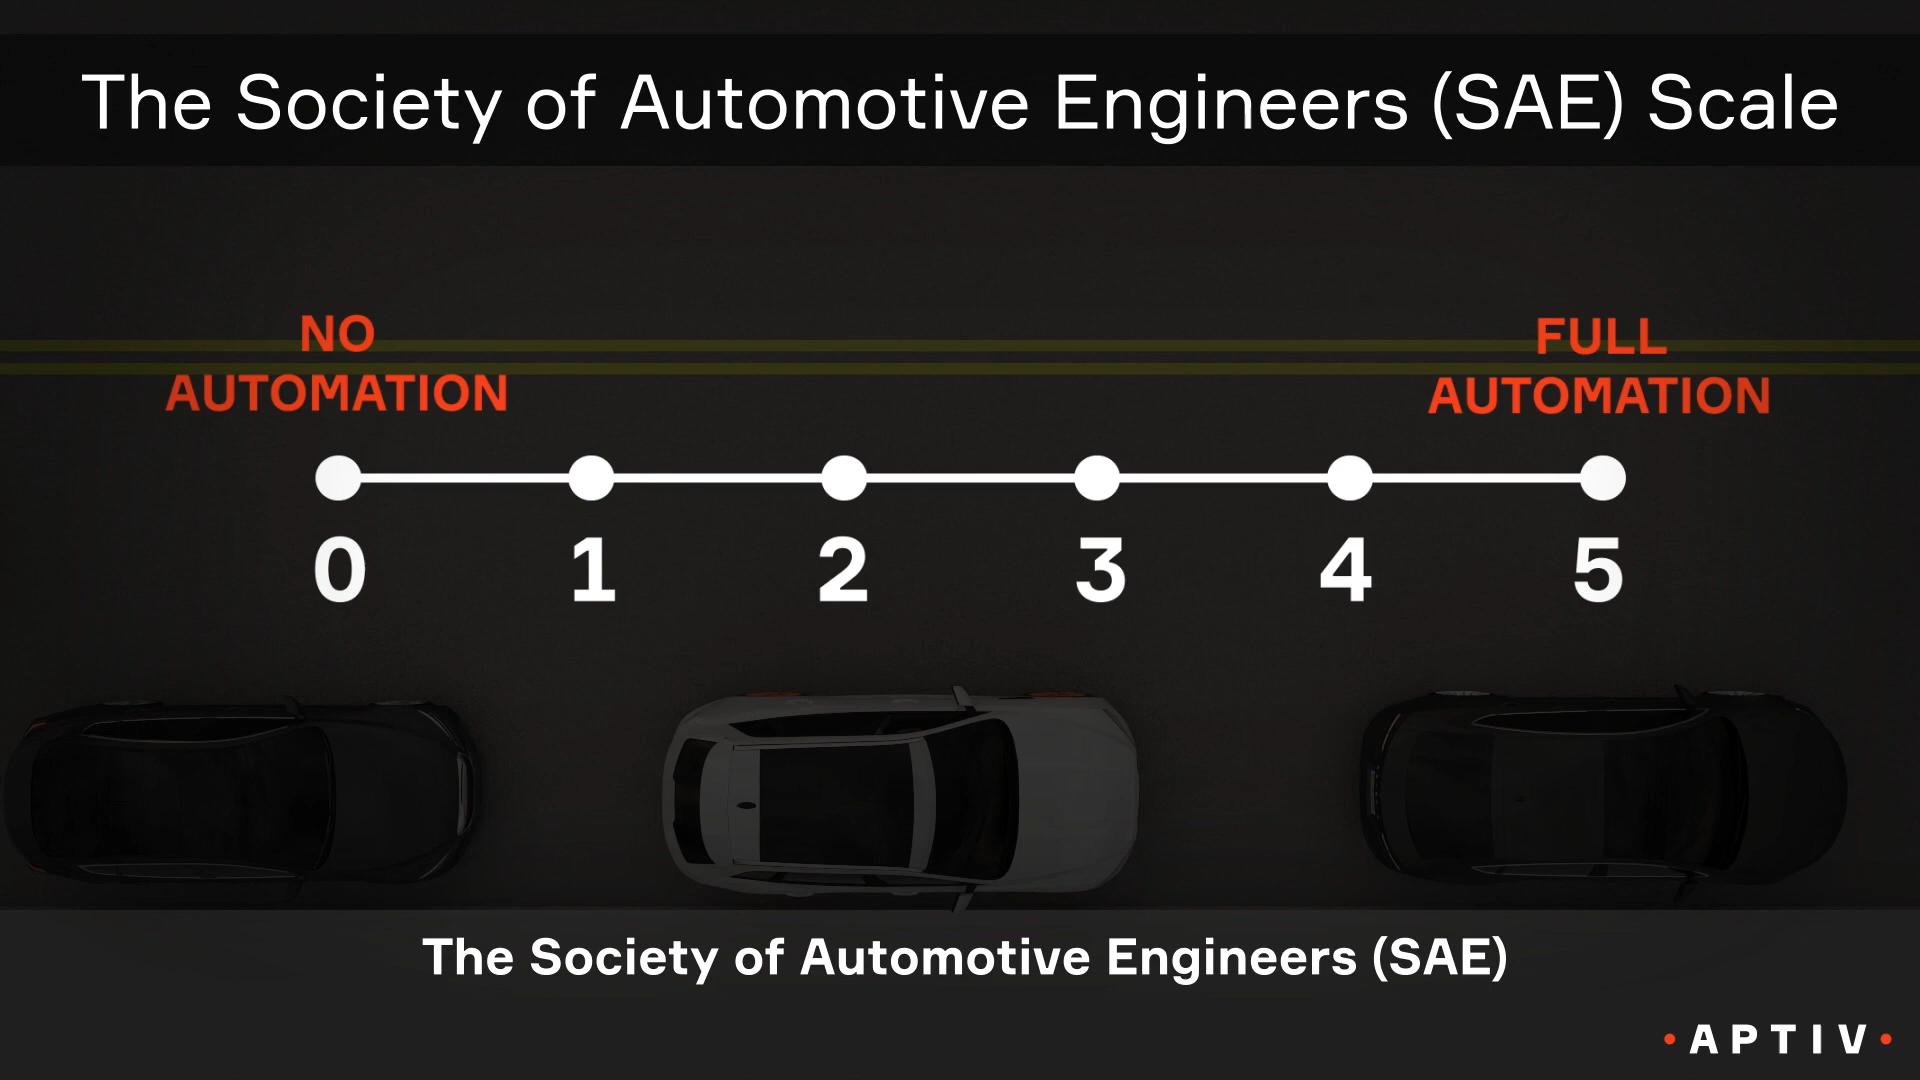 The Society of Automotive Engineers (SAE) Scale
NO
AUTOMATION
FULL
AUTOMATION
0 1 2 3 4 5
The Society of Automotive Engineers (SAE)
• APTIV •